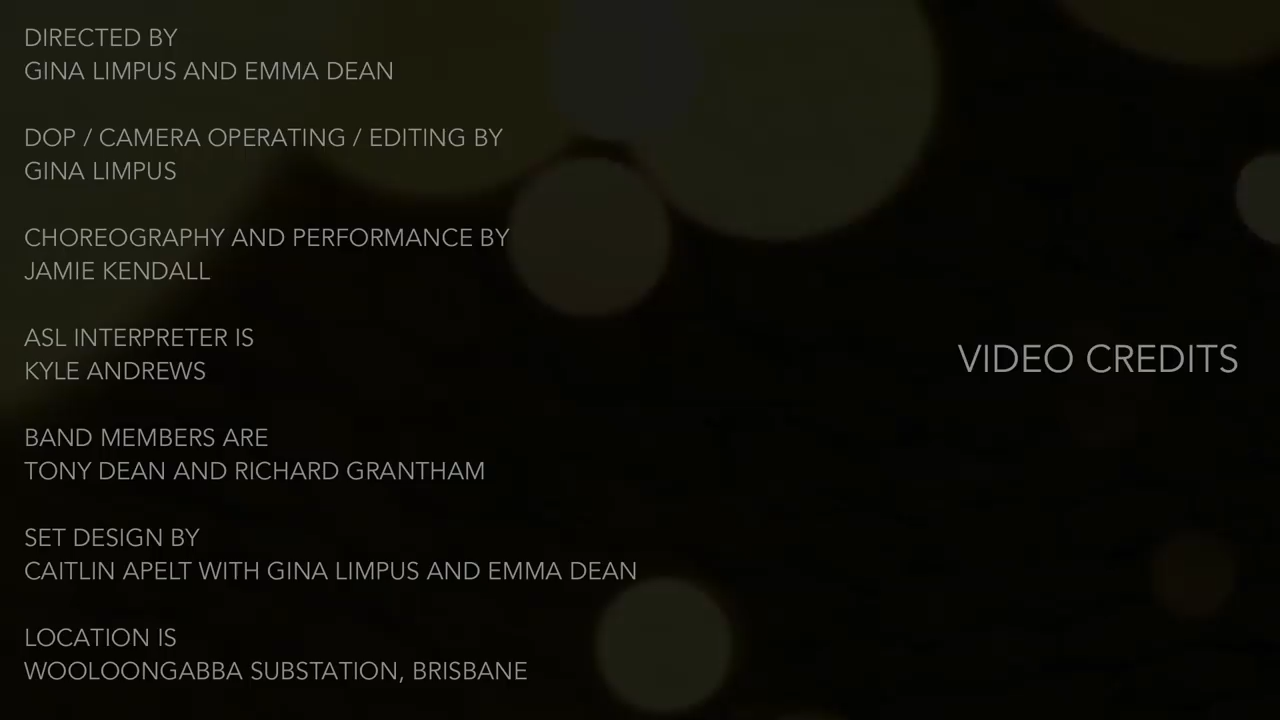 DIRECTED BY
GINA LIMPUS AND EMMA DEAN
DOP / CAMERA OPERATING / EDITING BY
GINA LIMPUS
CHOREOGRAPHY AND PERFORMANCE BY
JAMIE KENDALL
ASL INTERPRETER IS
KYLE ANDREWS
BAND MEMBERS ARE
TONY DEAN AND RICHARD GRANTHAM
SET DESIGN BY
CAITLIN APELT WITH GINA LIMPUS AND EMMA DEAN
LOCATION IS
WOOLOONGABBA SUBSTATION, BRISBANE
VIDEO CREDITS